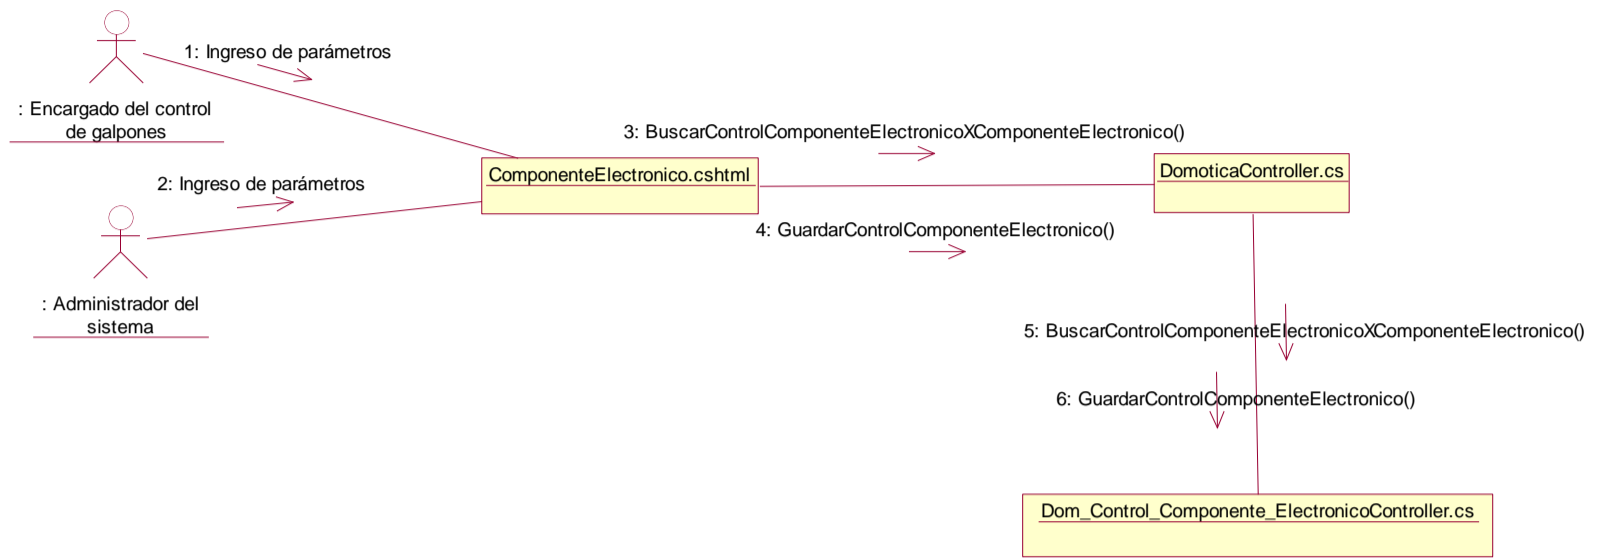 1: Ingreso de parámetros
: Encargado del control
de galpones
3: BuscarControlComponenteElectronicoXComponenteElectronico()
2: Ingreso de parámetros
ComponenteElectronico.cshtml
DomoticaController.cs
4: GuardarControlComponenteElectronico()
: Administrador del
sistema
5: BuscarControlComponenteElectronicoXComponenteElectronico()
6: GuardarControlComponenteElectronico()
Dom_Control_Componente_ElectronicoController.cs